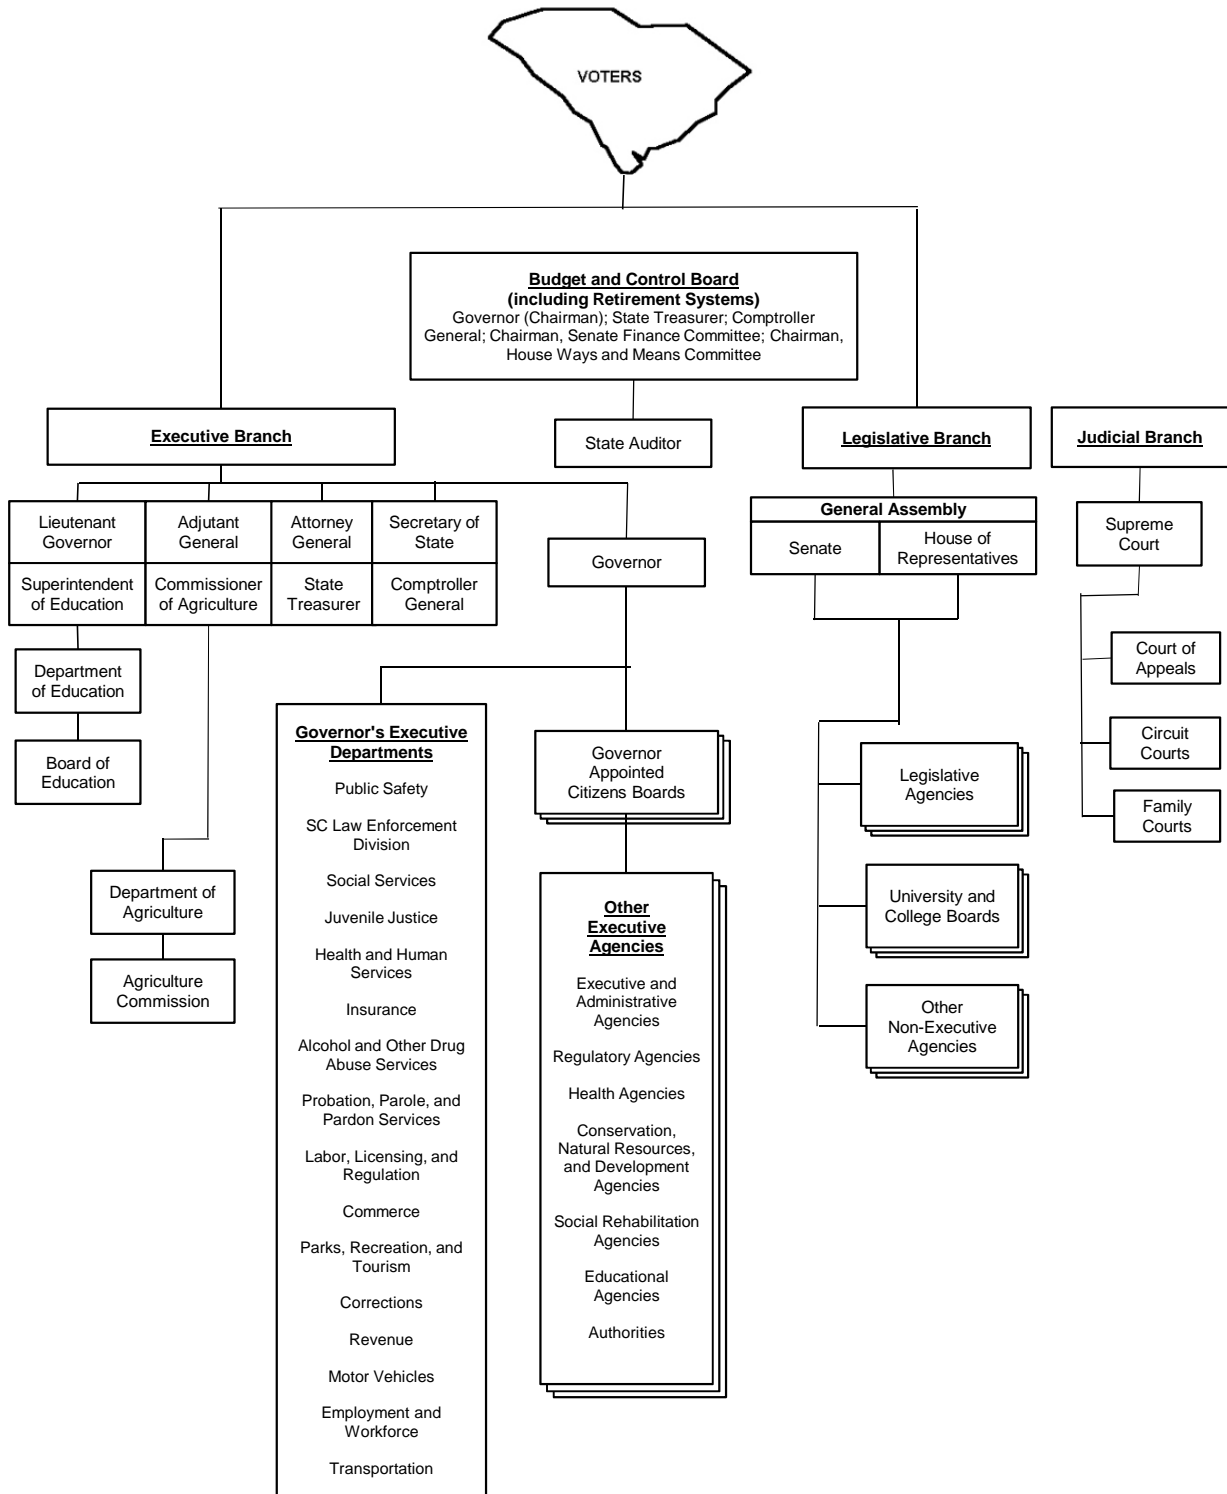 VOTERS
Budget and Control Board
(including Retirement Systems)
Governor (Chairman); State Treasurer; Comptroller
General; Chairman, Senate Finance Committee; Chairman,
House Ways and Means Committee
State Auditor
Executive Branch
Legislative Branch
Judicial Branch
Lieutenant
Governor
Adjutant
General
Attorney
General
Secretary of
State
Superintendent
of Education
Commissioner
of Agriculture
State
Treasurer
Comptroller
General
Governor
General Assembly
Senate
House of
Representatives
Supreme
Court
Department
of Education
Board of
Education
Department of
Agriculture
Agriculture
Commission
Governor's Executive
Departments
Public Safety
SC Law Enforcement
Division
Social Services
Juvenile Justice
Health and Human
Services
Insurance
Alcohol and Other Drug
Abuse Services
Probation, Parole, and
Pardon Services
Labor, Licensing, and
Regulation
Commerce
Parks, Recreation, and
Tourism
Corrections
Revenue
Motor Vehicles
Employment and
Workforce
Transportation
Governor
Appointed
Citizens Boards
Other
Executive
Agencies
Executive and
Administrative
Agencies
Regulatory Agencies
Health Agencies
Conservation,
Natural Resources,
and Development
Agencies
Social Rehabilitation
Agencies
Educational
Agencies
Authorities
Legislative
Agencies
University and
College Boards
Other
Non-Executive
Agencies
Court of
Appeals
Circuit
Courts
Family
Courts